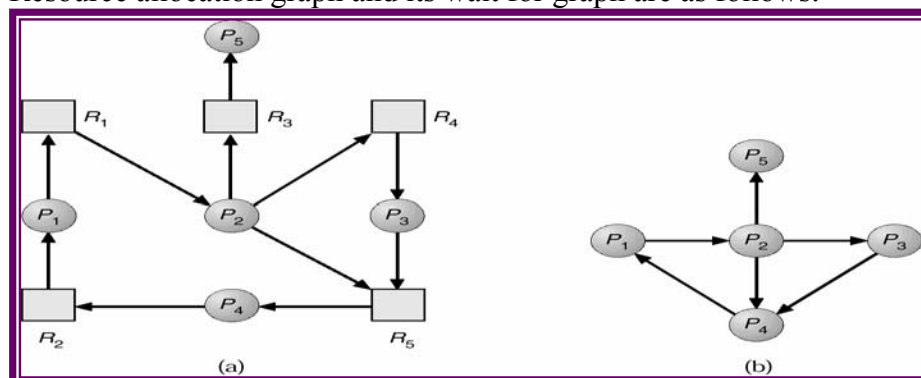 Resource allocation graph and its wait for graph are as follows:
P5
R1
R3
R4
P5
P1
P2
P3
P1
P2
P3
P4
P4
R2
R5
(a)
(b)